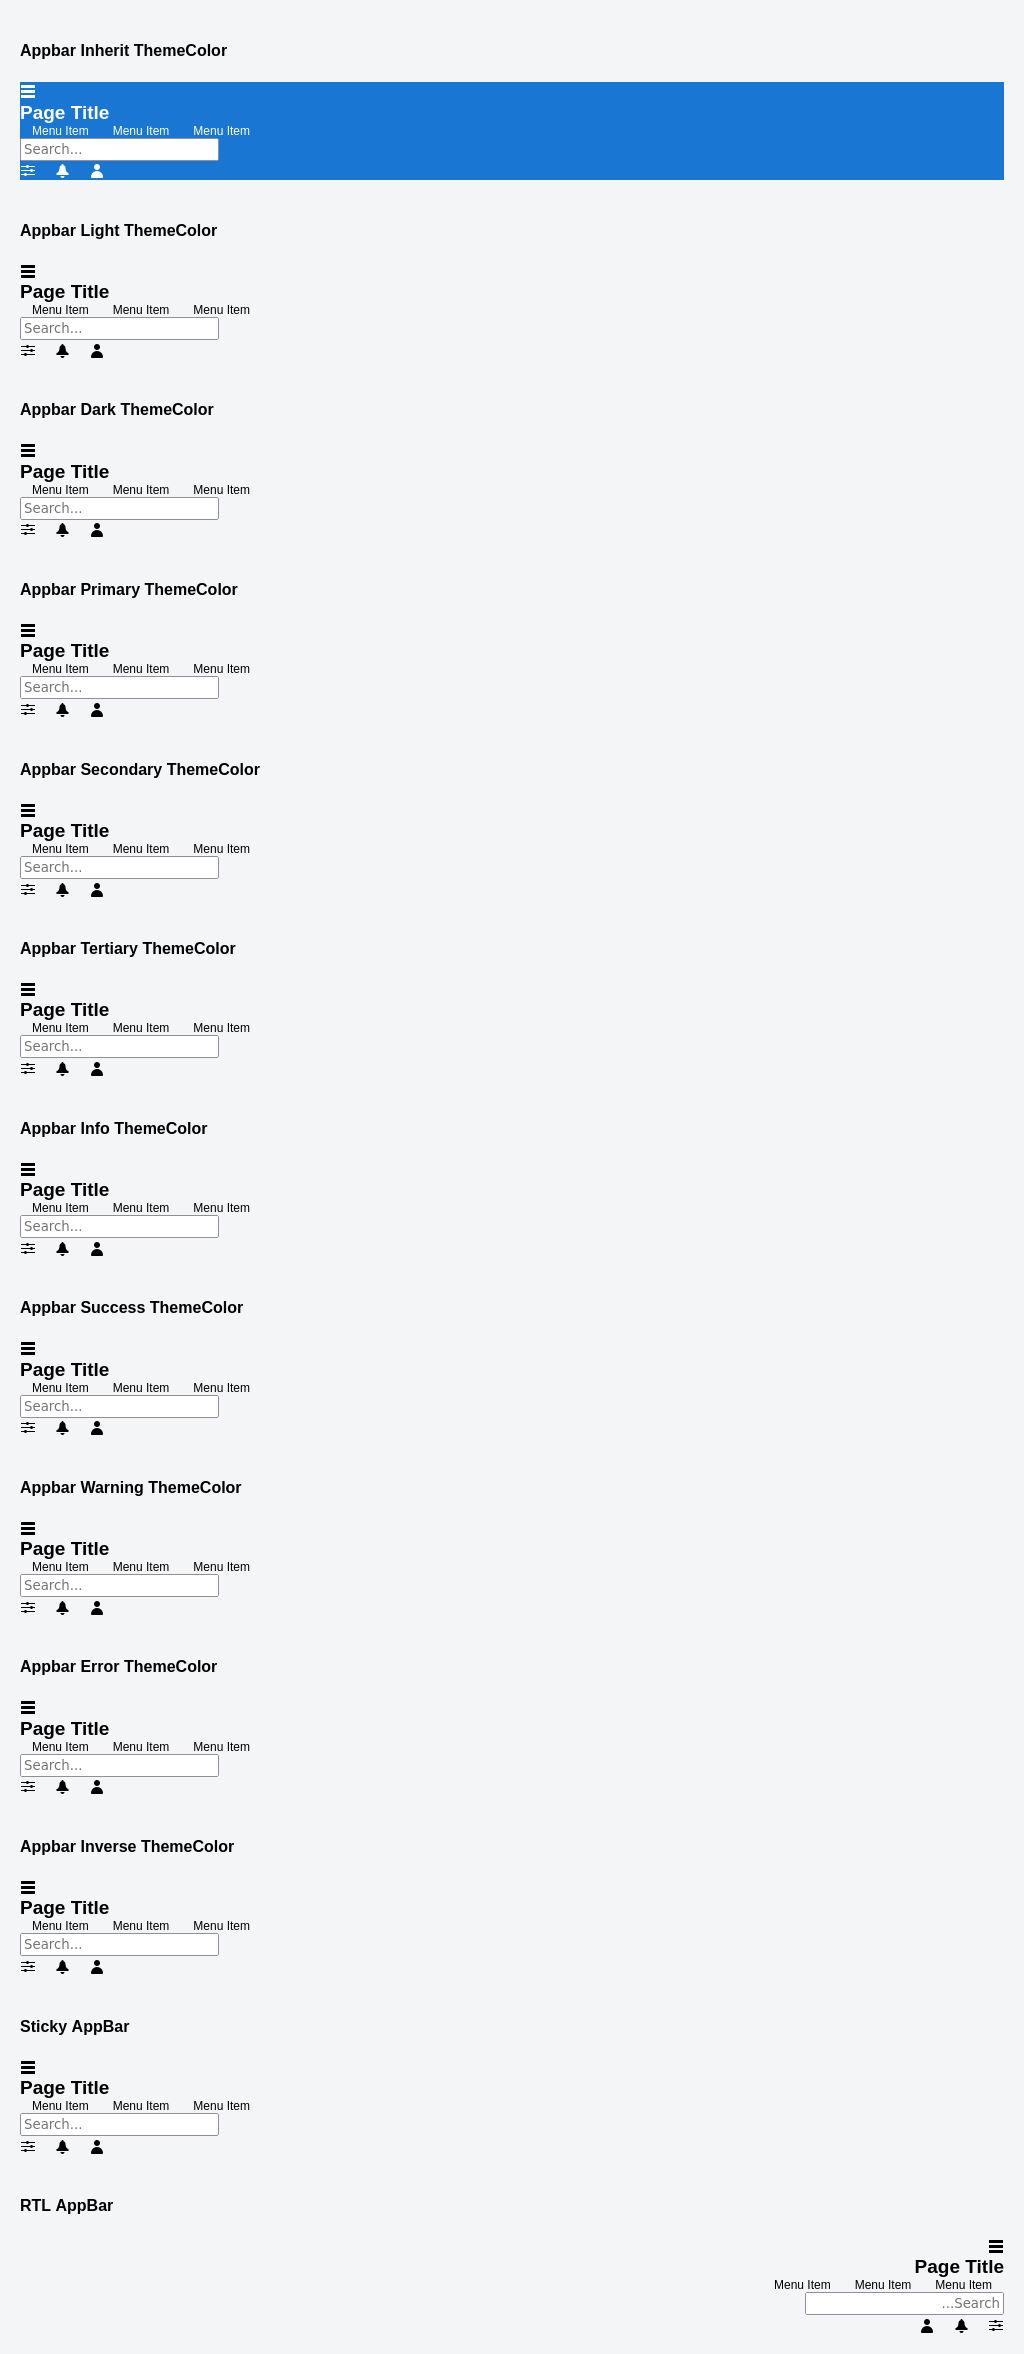 Appbar Inherit ThemeColor
Page Title
Menu Item Menu Item Menu Item
Search...
Appbar Light ThemeColor
Page Title
Menu Item Menu Item Menu Item
Search...
Appbar Dark ThemeColor
Page Title
Menu Item Menu Item Menu Item
Search...
Appbar Primary ThemeColor
Page Title
Menu Item Menu Item Menu Item
Search...
Appbar Secondary ThemeColor
Page Title
Menu Item Menu Item Menu Item
Search...
Appbar Tertiary ThemeColor
Page Title
Menu Item Menu Item Menu Item
Search...
Appbar Info ThemeColor
Page Title
Menu Item Menu Item Menu Item
Search...
Appbar Success ThemeColor
Page Title
Menu Item Menu Item Menu Item
Search...
Appbar Warning ThemeColor
Page Title
Menu Item Menu Item Menu Item
Search...
Appbar Error ThemeColor
Page Title
Menu Item Menu Item Menu Item
Search...
Appbar Inverse ThemeColor
Page Title
Menu Item Menu Item Menu Item
Search...
Sticky AppBar
Page Title
Menu Item Menu Item Menu Item
Search...
RTL AppBar
Page Title
Menu Item Menu Item Menu Item
...Search